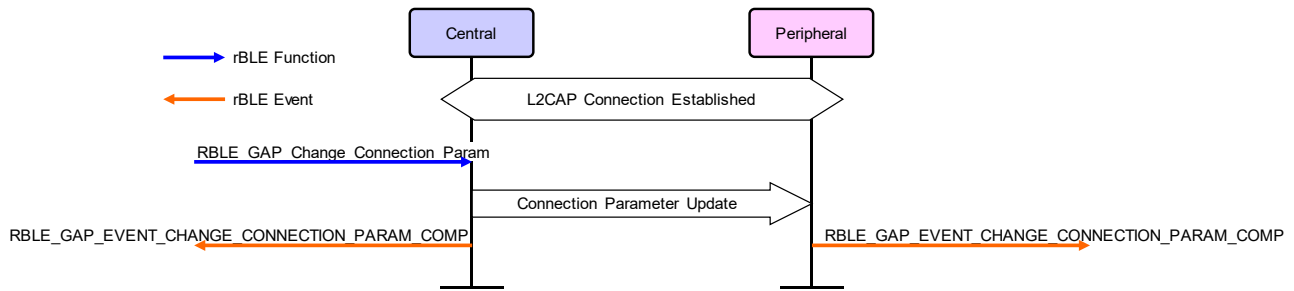 Central
Peripheral
rBLE Function
rBLE Event
L2CAP Connection Established
RBLE_GAP_Change_Connection_Param
Connection Parameter Update
RBLE_GAP_EVENT_CHANGE_CONNECTION_PARAM_COMP
RBLE_GAP_EVENT_CHANGE_CONNECTION_PARAM_COMP